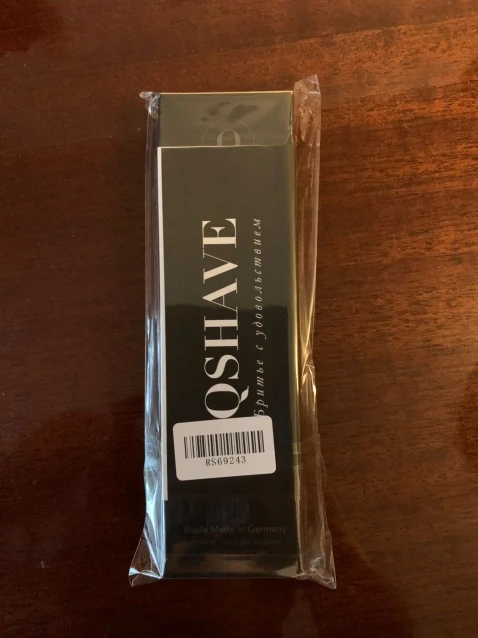 QSHAVE
Бритье с удовольствием
RS69243
Blade Made in Germany